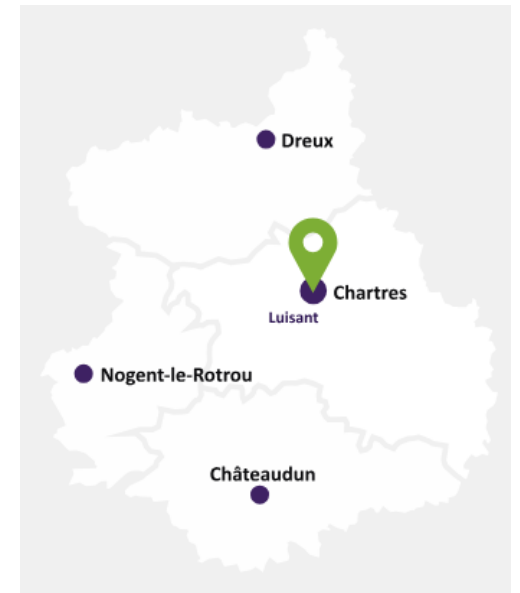 Dreux
Chartres
Luisant
Nogent-le-Rotrou
Châteaudun